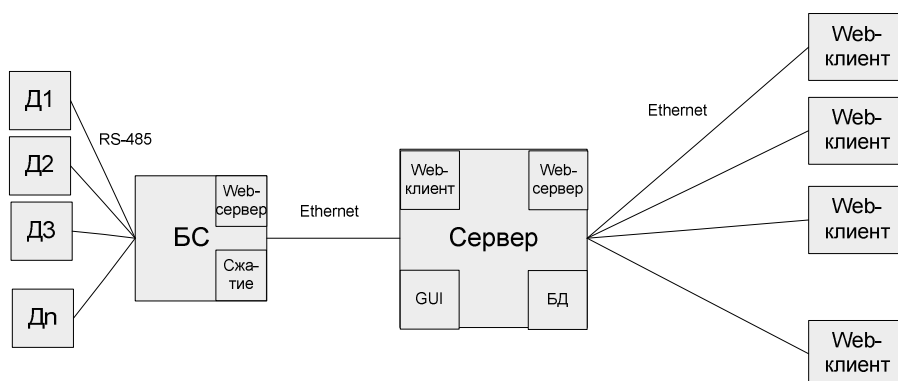 Д1
Д2
Д3
Дn
RS-485
БС
Web-
сервер
Сжа-
тие
Ethernet
Web-
клиент
Web-
сервер
Сервер
GUI
БД
Ethernet
Web-
клиент
Web-
клиент
Web-
клиент
Web-
клиент